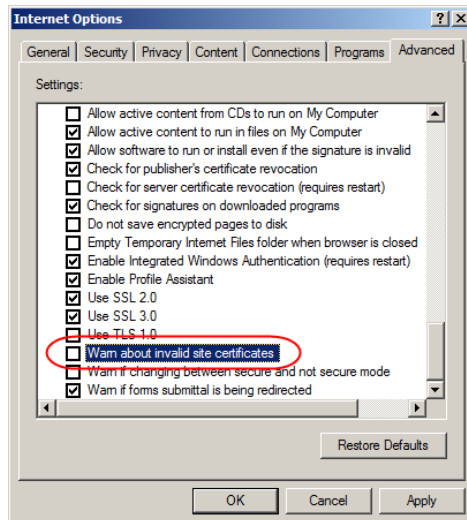 Internet Options
General Security Privacy Content Connections Programs Advanced
Settings:
Allow active content from CDs to run on My Computer
Allow active content to run in files on My Computer
Allow software to run or install even if the signature is invalid
Check for publisher's certificate revocation
Check for server certificate revocation (requires restart)
Check for signatures on downloaded programs
Do not save encrypted pages to disk
Empty Temporary Internet Files folder when browser is closed
Enable Integrated Windows Authentication (requires restart)
Enable Profile Assistant
Use SSL 2.0
Use SSL 3.0
Use TLS 1.0
Warn about invalid site certificates
Warn if changing between secure and not secure mode
Warn if forms submittal is being redirected
Restore Defaults
OK Cancel Apply